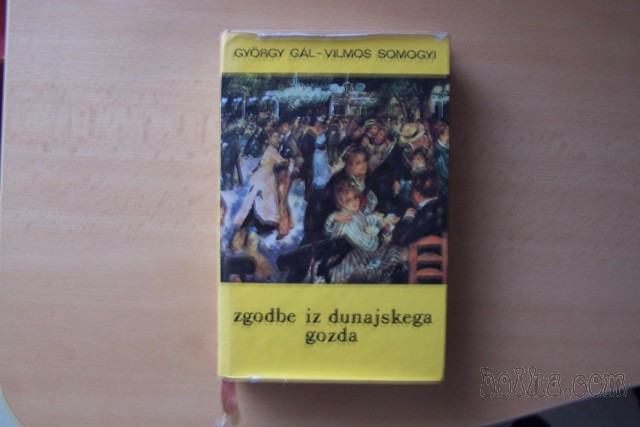 GYÖRGY GÁL – VILMOS SOMOGYI
zgodbe iz dunajskega
gozda
bolha.com